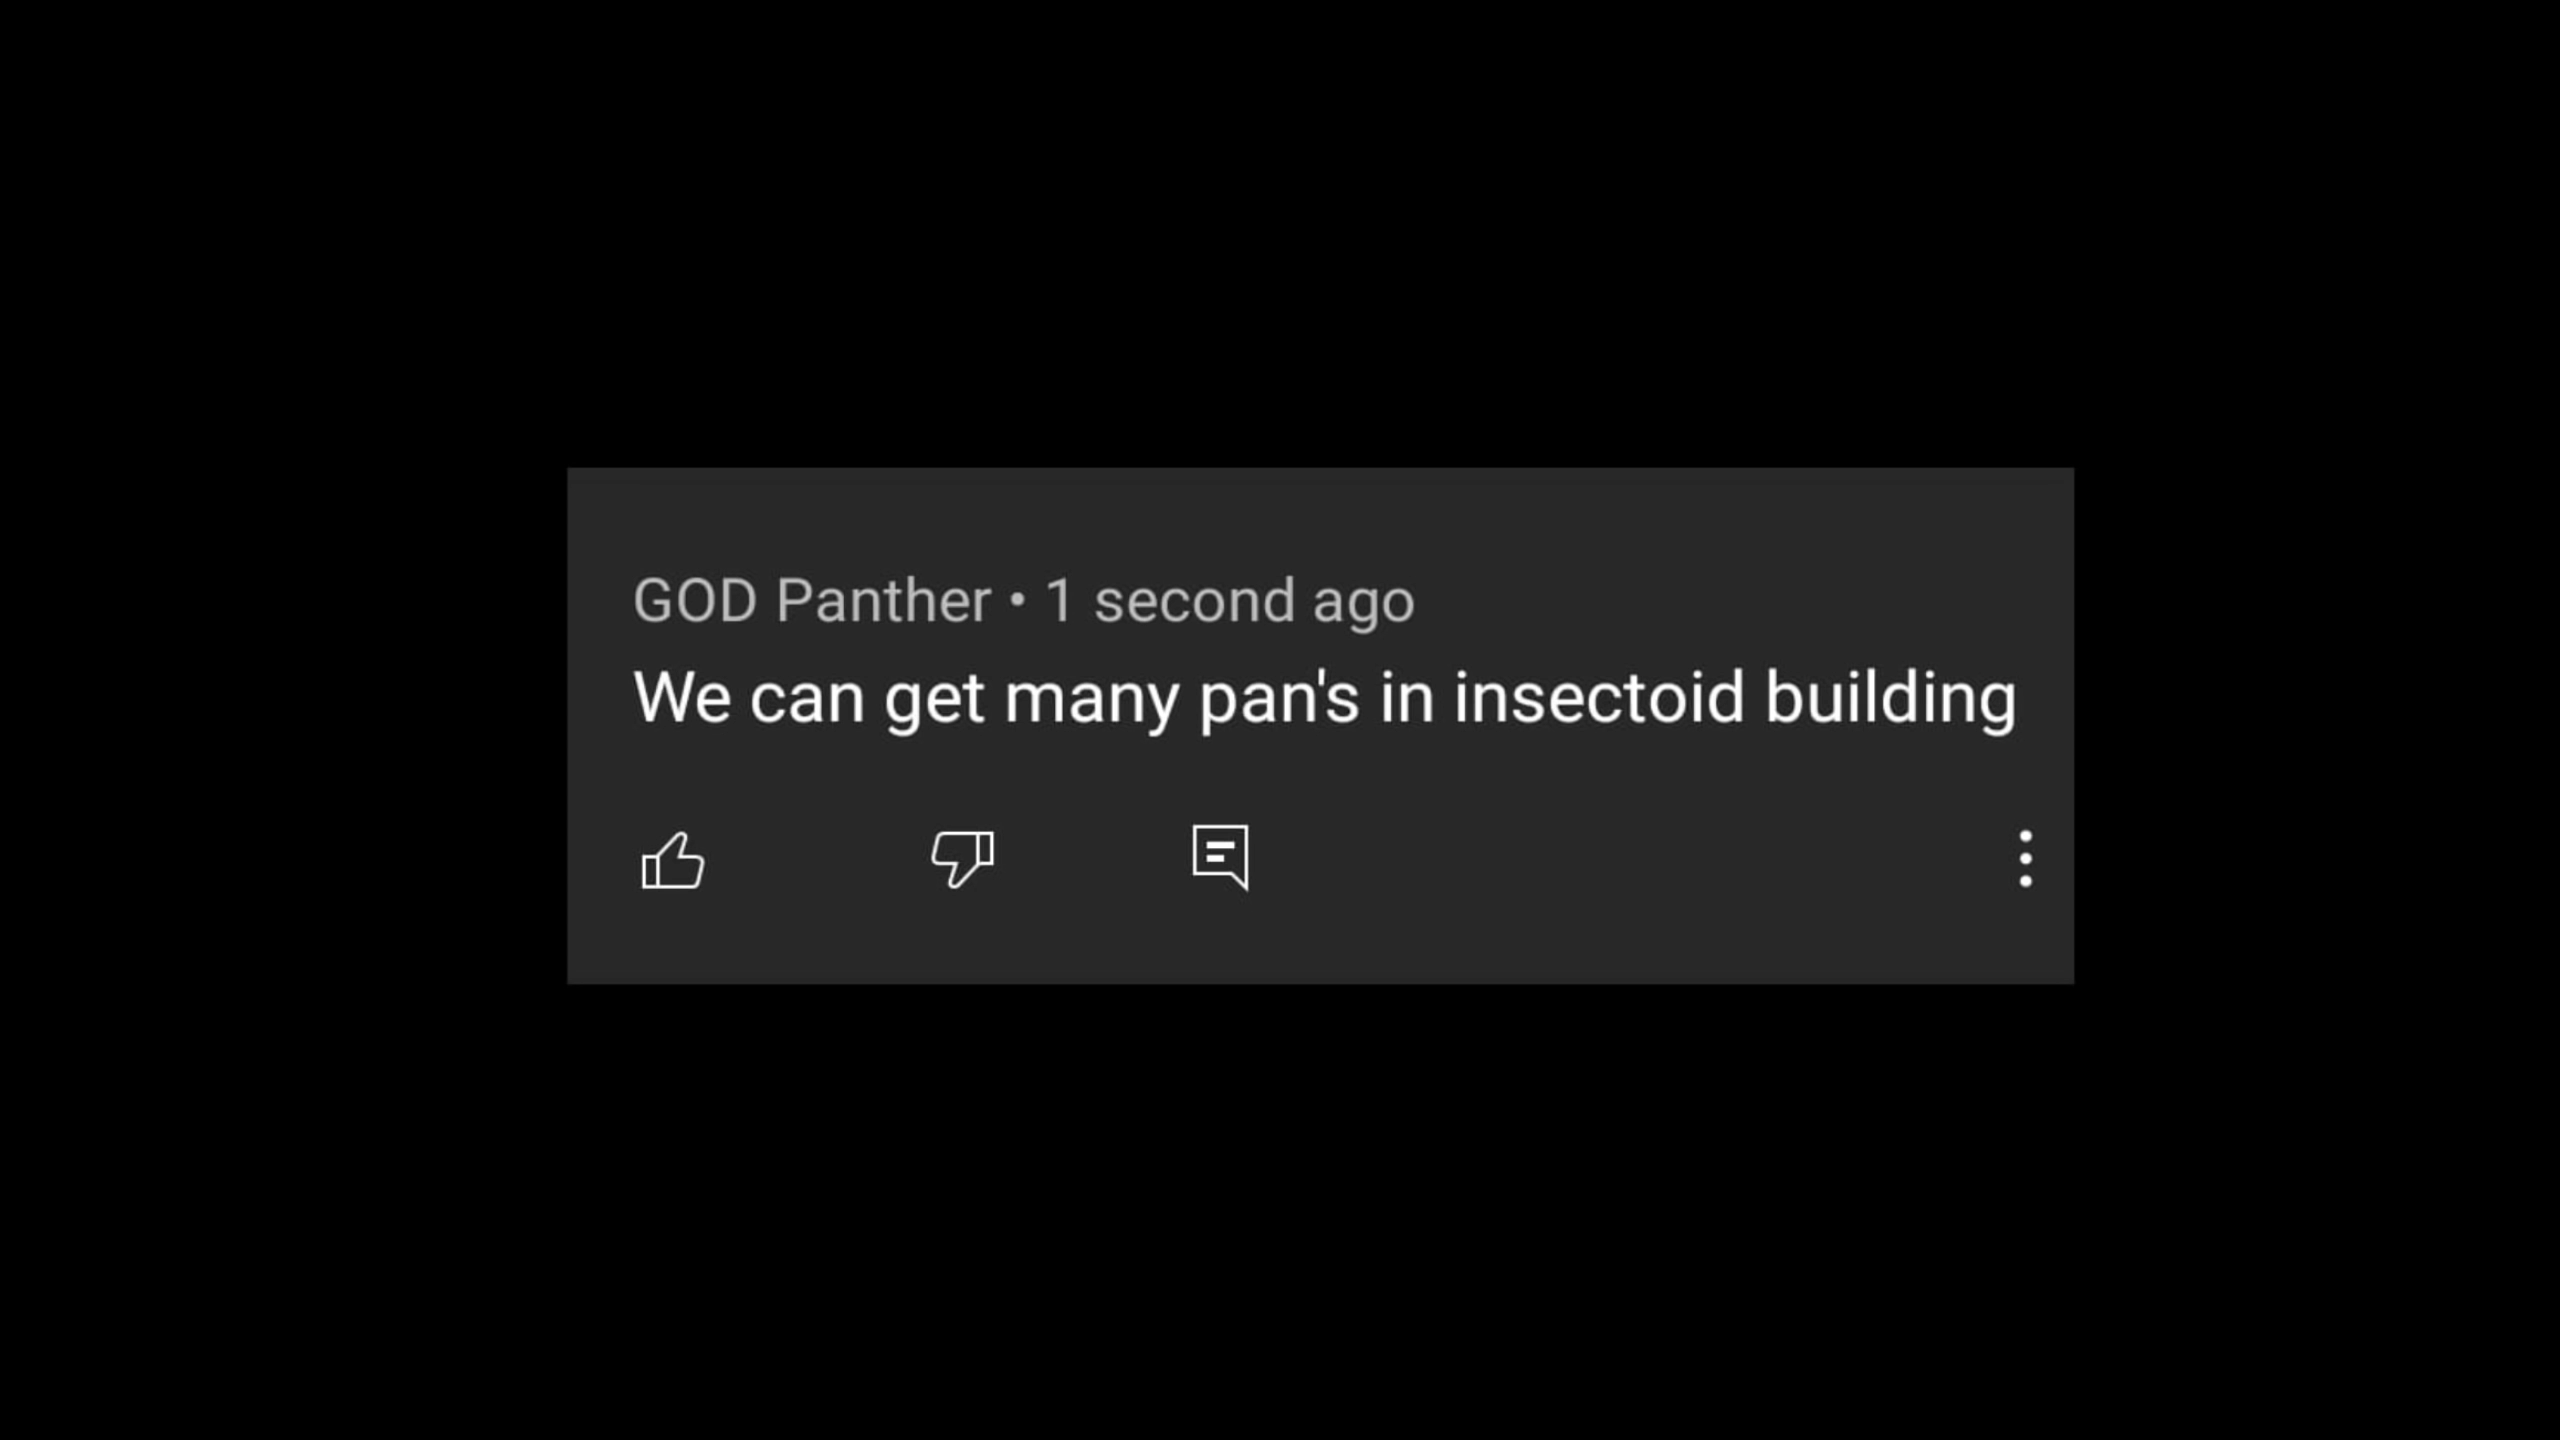 GOD Panther • 1 second ago
We can get many pan's in insectoid building